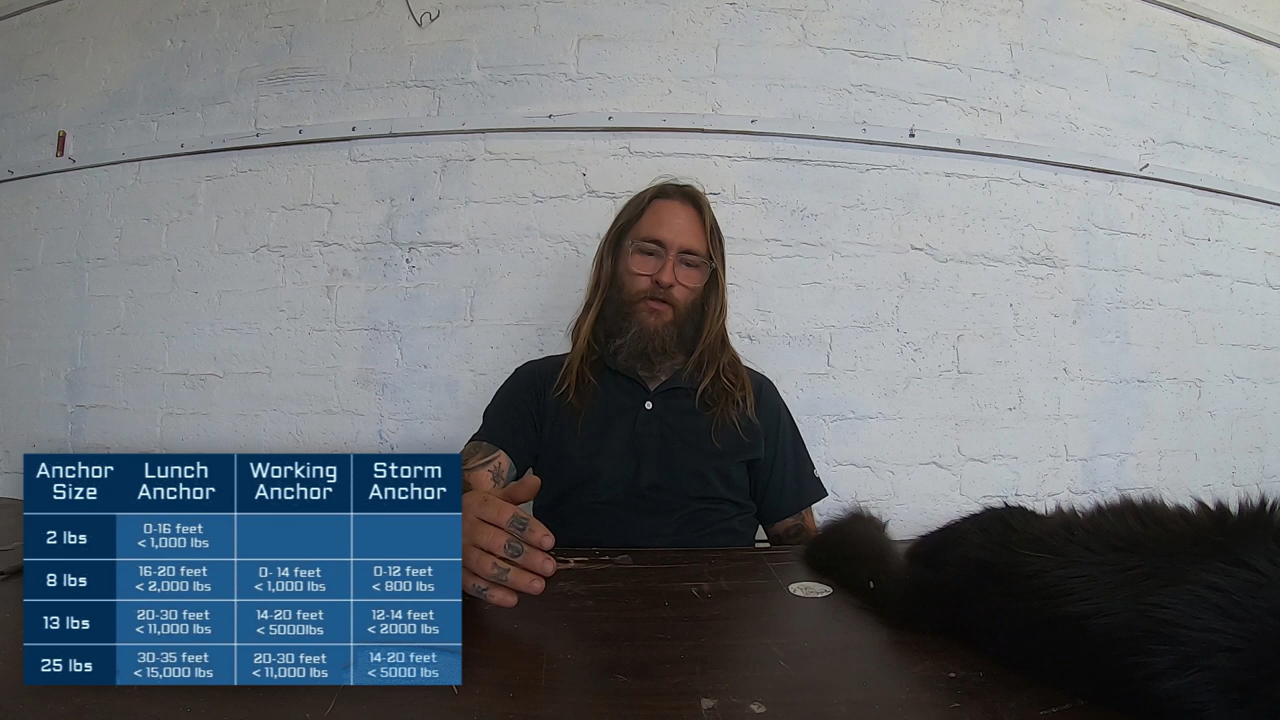 Anchor Size Lunch Anchor Working Anchor Storm Anchor
2 lbs 0-16 feet < 1,000 lbs
8 lbs 16-20 feet < 2,000 lbs 0- 14 feet < 1,000 lbs 0-12 feet < 800 lbs
13 lbs 20-30 feet < 11,000 lbs 14-20 feet < 5000lbs 12-14 feet < 2000 lbs
25 lbs 30-35 feet < 15,000 lbs 20-30 feet < 11,000 lbs 14-20 feet < 5000 lbs